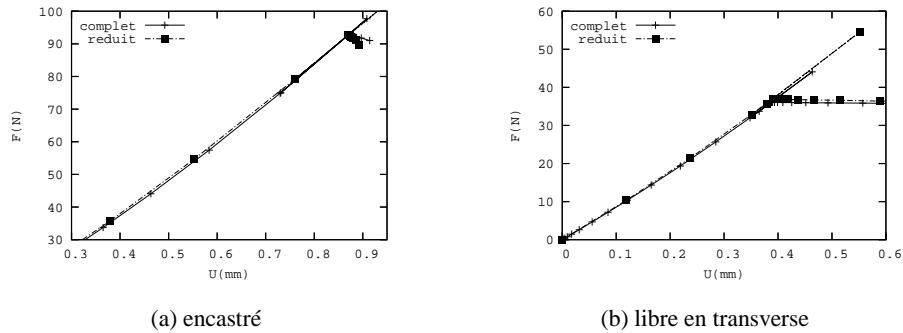 100
90
80
70
60
50
40
30
F(N)
complet
reduit
0.3 0.4 0.5 0.6 0.7 0.8 0.9
U(mm)
(a) encastré
60
50
40
30
20
10
0
F(N)
complet
reduit
0 0.1 0.2 0.3 0.4 0.5 0.6
U(mm)
(b) libre en transverse